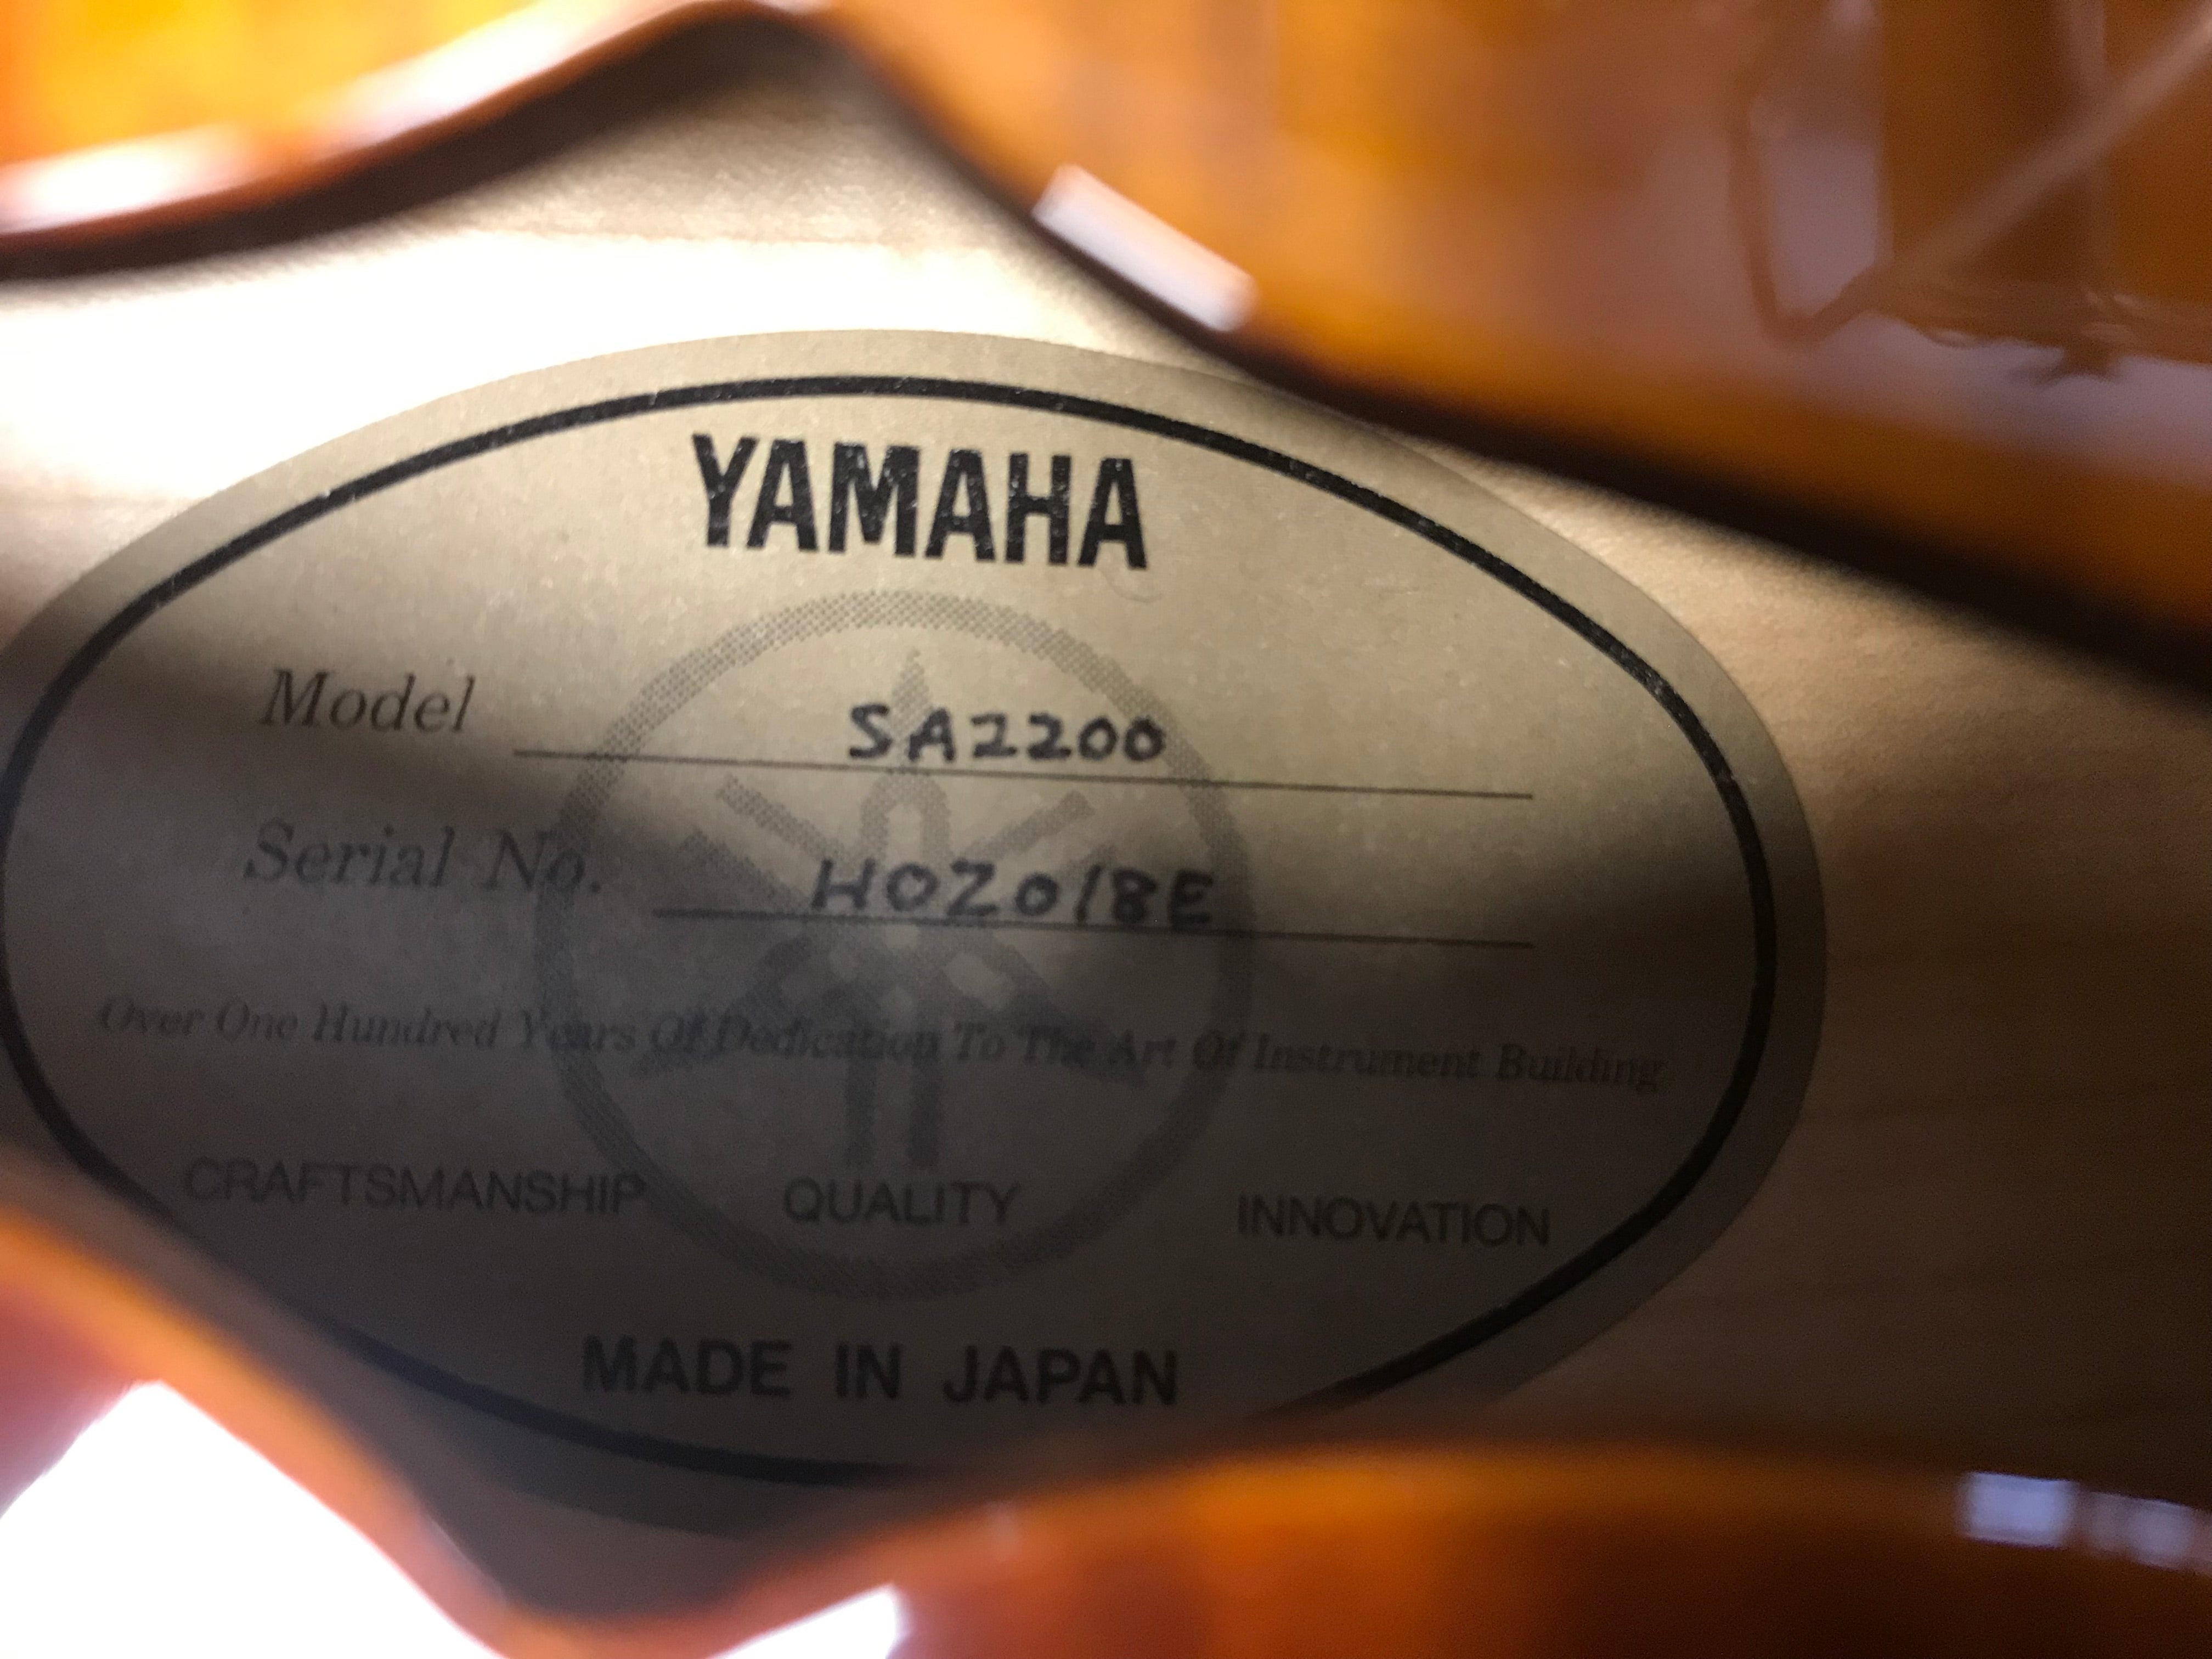 YAMAHA
Model SA2200
Serial No. HOZ018E
Over One Hundred Years Of Dedication To The Art Of Instrument Building
CRAFTSMANSHIP QUALITY INNOVATION
MADE IN JAPAN